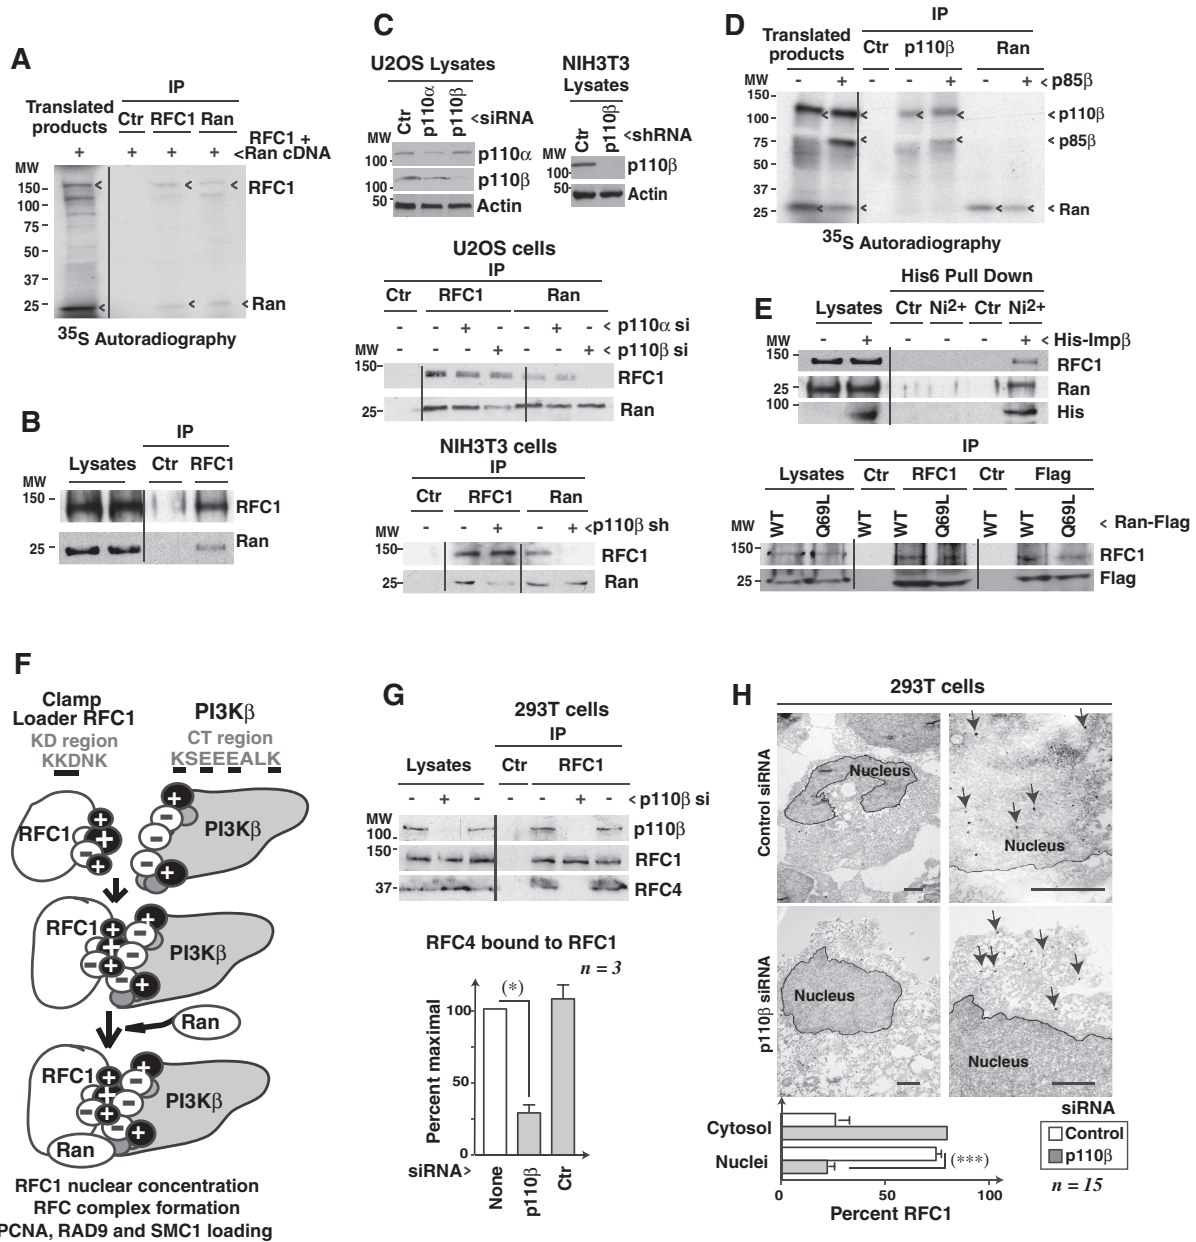 A
IP
Translated products
Ctr RFC1 Ran
RFC1 +
<Ran cDNA
+ + + +
MW
150
100
75
50
37
25
< RFC1
< Ran
35S Autoradiography
B
IP
Lysates Ctr RFC1
MW
150 RFC1
25 Ran
C
U2OS Lysates
Ctr p110α p110β <siRNA
100 p110α
100 p110β
50 Actin
NIH3T3 Lysates
Ctr p110β <shRNA
MW
100 p110β
50 Actin
U2OS cells
IP
Ctr RFC1 Ran
- - + - - + - < p110α si
- - - + - - + < p110β si
MW
150 RFC1
25 Ran
NIH3T3 cells
IP
Ctr RFC1 Ran
- - + - + <p110β sh
MW
150 RFC1
25 Ran
D
IP
Translated products
Ctr p110β Ran
- + - - + - + < p85β
MW
150
100
75
50
37
25
< p110β
< p85β
< Ran
35S Autoradiography
E
His6 Pull Down
Lysates Ctr Ni2+ Ctr Ni2+
- + - - - + < His-Impβ
MW
150 RFC1
25 Ran
100 His
IP
Lysates Ctr RFC1 Ctr Flag
WT Q69L WT WT Q69L WT WT Q69L < Ran-Flag
MW
150 RFC1
25 Flag
F
Clamp
Loader RFC1
KD region
KKDNK
PI3Kβ
CT region
KSEEEALK
RFC1 PI3Kβ
RFC1 PI3Kβ
Ran
RFC1 PI3Kβ
Ran
RFC1 nuclear concentration
RFC complex formation
PCNA, RAD9 and SMC1 loading
G
293T cells
IP
Lysates Ctr RFC1
- + - - - + - < p110β si
MW
100 p110β
150 RFC1
37 RFC4
RFC4 bound to RFC1
n = 3
(*)
Percent maximal
100
50
0
siRNA> None p110β Ctr
H
293T cells
Control siRNA
Nucleus
Nucleus
p110β siRNA
Nucleus
Nucleus
Cytosol
Nuclei
(***)
0 50 100
Percent RFC1
siRNA
Control
p110β
n = 15